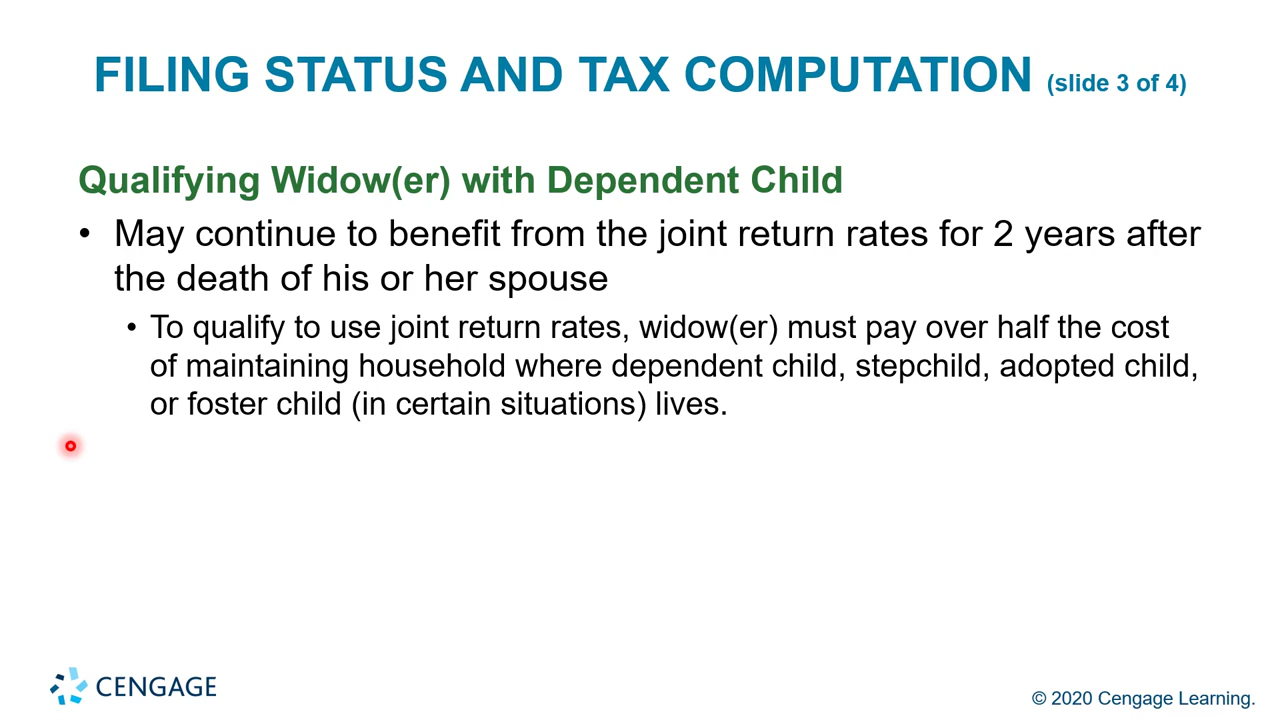 FILING STATUS AND TAX COMPUTATION (slide 3 of 4)
Qualifying Widow(er) with Dependent Child
• May continue to benefit from the joint return rates for 2 years after
the death of his or her spouse
• To qualify to use joint return rates, widow(er) must pay over half the cost
of maintaining household where dependent child, stepchild, adopted child,
or foster child (in certain situations) lives.
CENGAGE
© 2020 Cengage Learning.